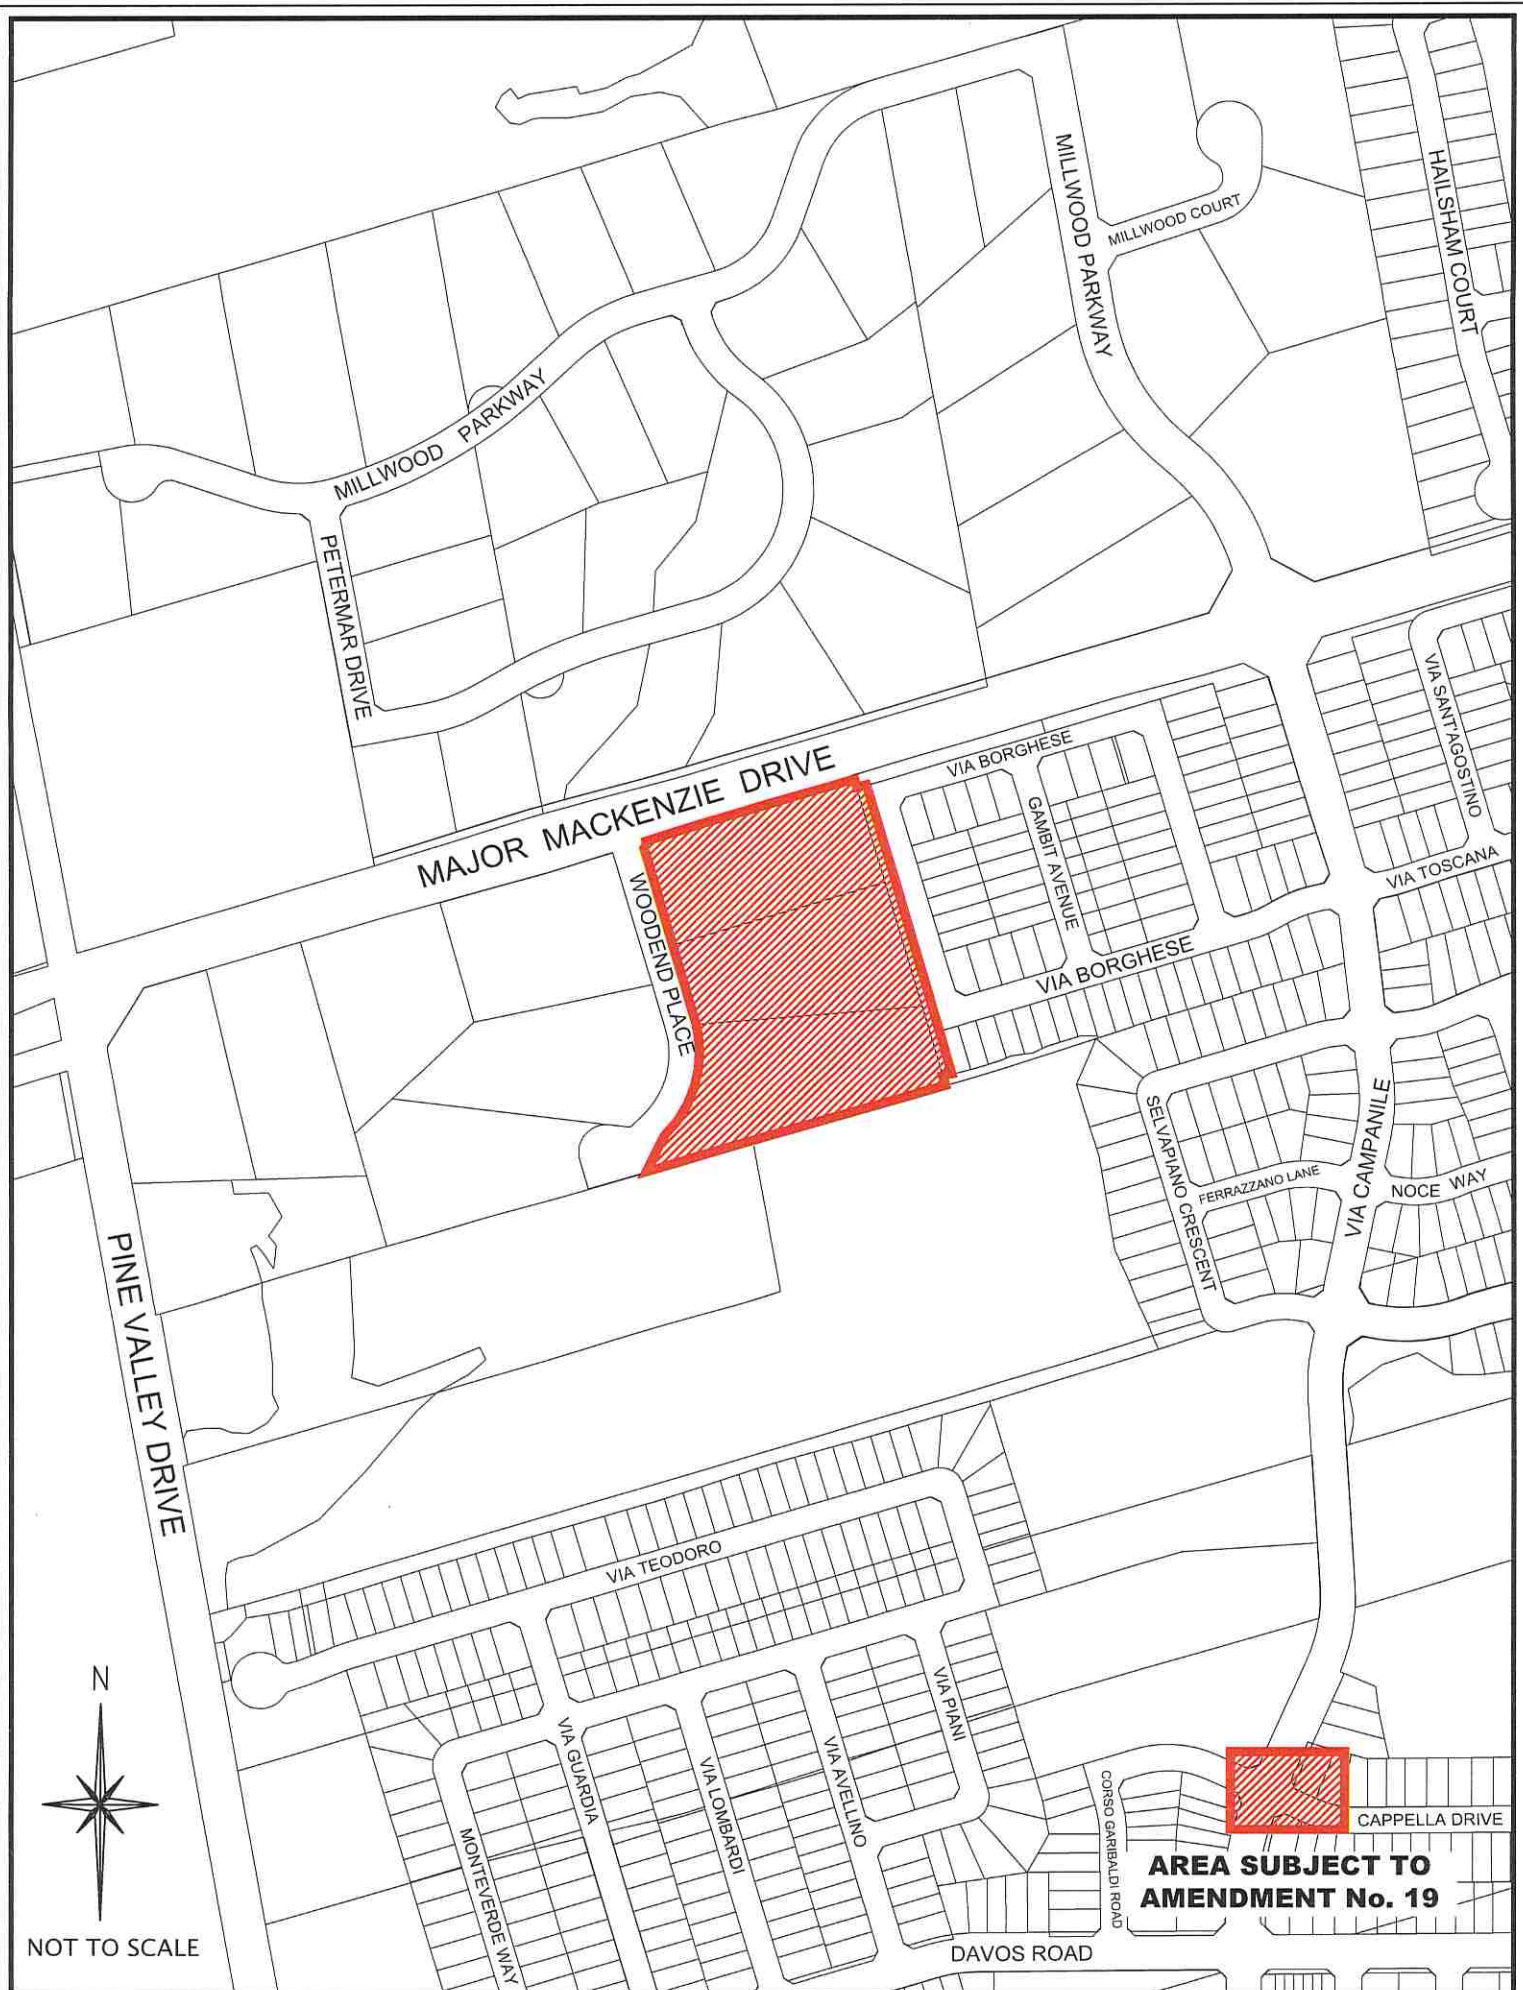 MILLWOOD PARKWAY
MILLWOOD COURT
HAILSHAM COURT
MILLWOOD PARKWAY
PETERMAR DRIVE
MAJOR MACKENZIE DRIVE
VIA BORGHESE
VIA SANT'AGOSTINO
GAMBIT AVENUE
VIA TOSCANA
WOODEND PLACE
VIA BORGHESE
SELVAPIANO CRESCENT
FERRAZZANO LANE
VIA CAMPANILE
NOCE WAY
PINE VALLEY DRIVE
VIA TEODORO
N
VIA PIANI
VIA GUARDIA
VIA LOMBARDI
VIA AVELLINO
MONTEVERDE WAY
CORSO GARIBALDI ROAD
CAPPELLA DRIVE
AREA SUBJECT TO
AMENDMENT No. 19
NOT TO SCALE
DAVOS ROAD